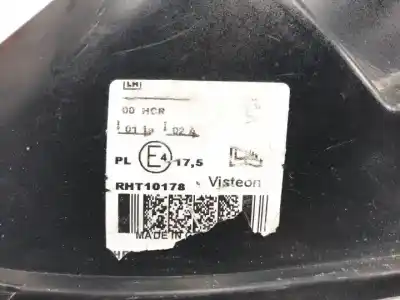 LH
00 HCR
01 1a 02 A
PL E4 17,5
RHT10178 Visteon
MADE IN